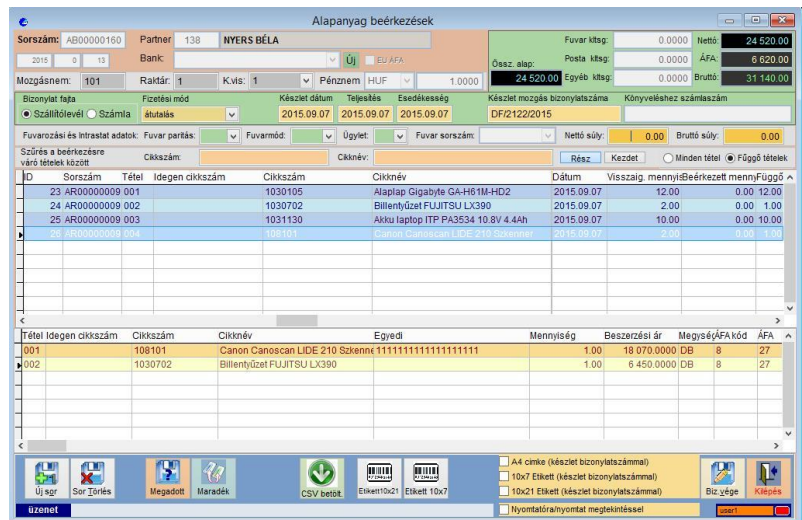 Alapanyag beérkezések
Sorszám: AB00000160 Partner 138 NYERS BÉLA Fuvar kltsg: 0.0000 Nettó: 24 520.00
2015 0 13 Bank: Új EU ÁFA Össz. alap: Posta kltsg: 0.0000 ÁFA: 6 620.00
Mozgásnem: 101 Raktár: 1 K.vis: 1 Pénznem HUF 1.0000 24 520.00 Egyéb kltsg: 0.0000 Bruttó: 31 140.00
Bizonylat fajta Fizetési mód Készlet dátum Teljesítés Esedékesség Készlet mozgás bizonylatszáma Könyveléshez számlaszám
Szállítólevél Számla átutalás 2015.09.07 2015.09.07 2015.09.07 DF/2122/2015
Fuvarozási és Intrastat adatok: Fuvar paritás: Fuvarmód: Ügylet: Fuvar sorszám: Nettó súly: 0.00 Bruttó súly: 0.00
Szűrés a beérkezésre
váró tételek között Cikkszám: Cikknév: Rész Kezdet Minden tétel Függő tételek
ID Sorszám Tétel Idegen cikkszám Cikkszám Cikknév Dátum Visszaig. mennyis Beérkezett menny Függő
23 AR00000009 001 1030105 Alaplap Gigabyte GA-H61M-HD2 2015.09.07 12.00 0.00 12.00
24 AR00000009 002 1030702 Billentyűzet FUJITSU LX390 2015.09.07 2.00 0.00 1.00
25 AR00000009 003 1031130 Akku laptop ITP PA3534 10.8V 4.4Ah 2015.09.07 10.00 0.00 10.00
26 AR00000009 004 108101 Canon Canoscan LIDE 210 Szkenner 2015.09.07 2.00 0.00 1.00
Tétel Idegen cikkszám Cikkszám Cikknév Egyedi Mennyiség Beszerzési ár Megység ÁFA kód ÁFA
001 108101 Canon Canoscan LIDE 210 Szkenne 1111111111111111111 1.00 18 070.0000 DB 8 27
002 1030702 Billentyűzet FUJITSU LX390 1.00 6 450.0000 DB 8 27
Új sor Sor Törlés Megadott Maradék CSV betölt. Etikett10x21 Etikett 10x7
A4 cimke (készlet bizonylatszámmal)
10x7 Etikett (készlet bizonylatszámmal)
10x21 Etikett (készlet bizonylatszámmal)
Biz.vége Kilépés
üzenet Nyomtatóra/nyomtat megtekintéssel user1